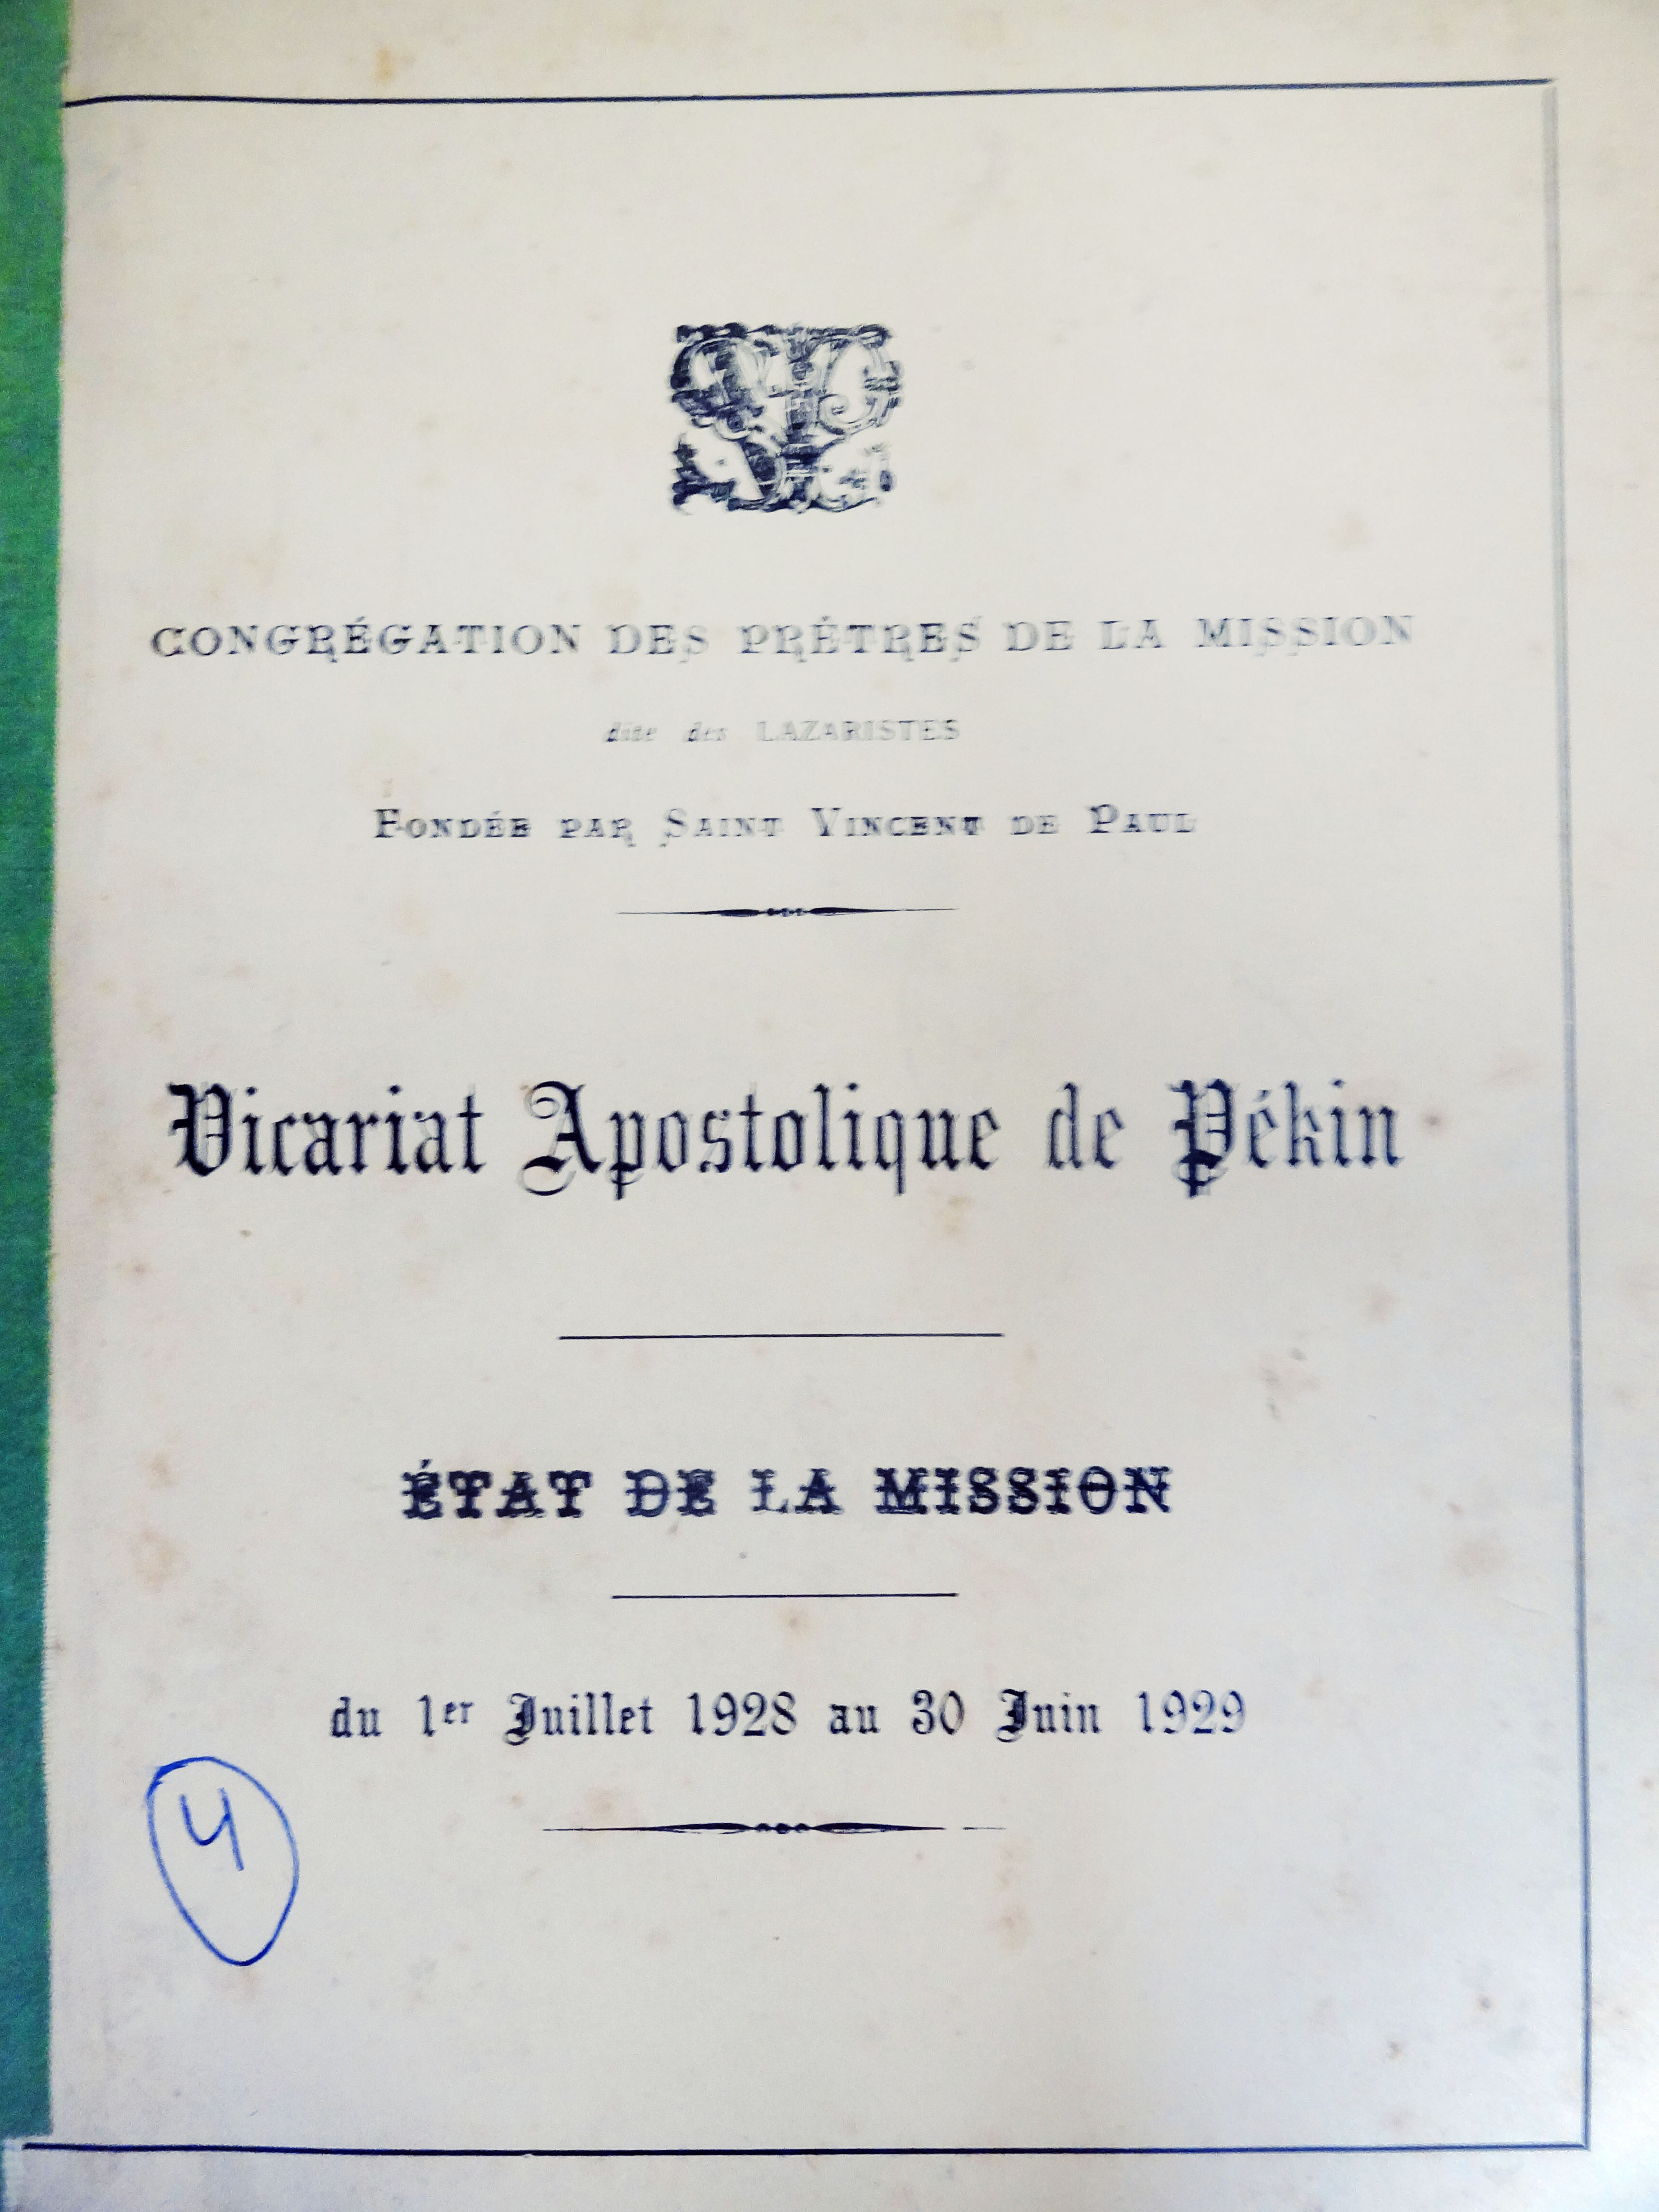 CONGRÉGATION DES PRÊTRES DE LA MISSION
dite des LAZARISTES
FONDÉE PAR SAINT VINCENT DE PAUL
Vicariat Apostolique de Pékin
ÉTAT DE LA MISSION
du 1er Juillet 1928 au 30 Juin 1929
4